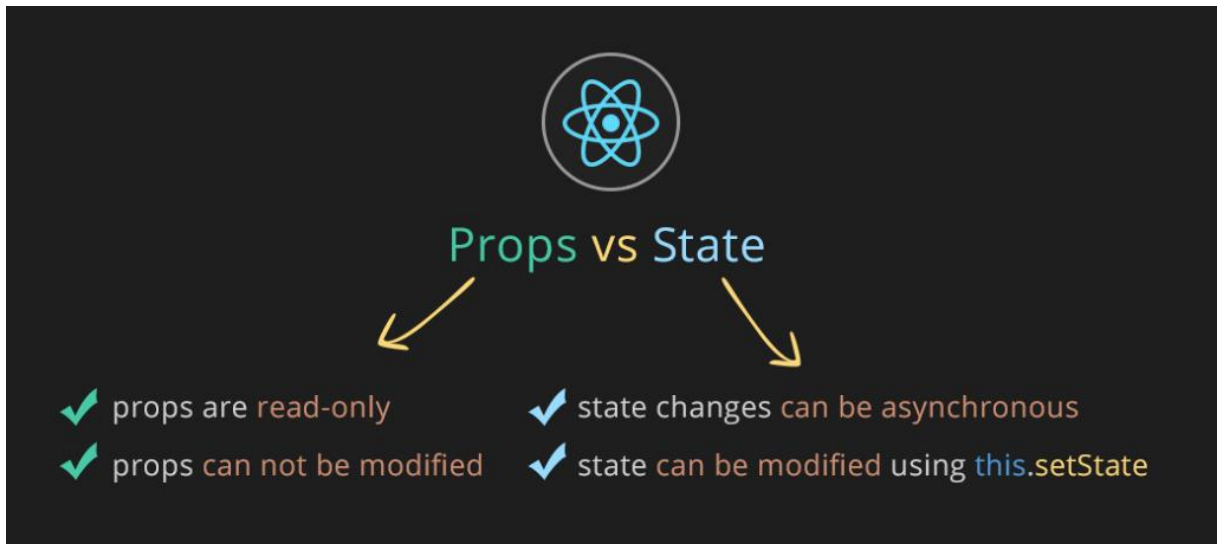 Props vs State
props are read-only
props can not be modified
state changes can be asynchronous
state can be modified using this.setState